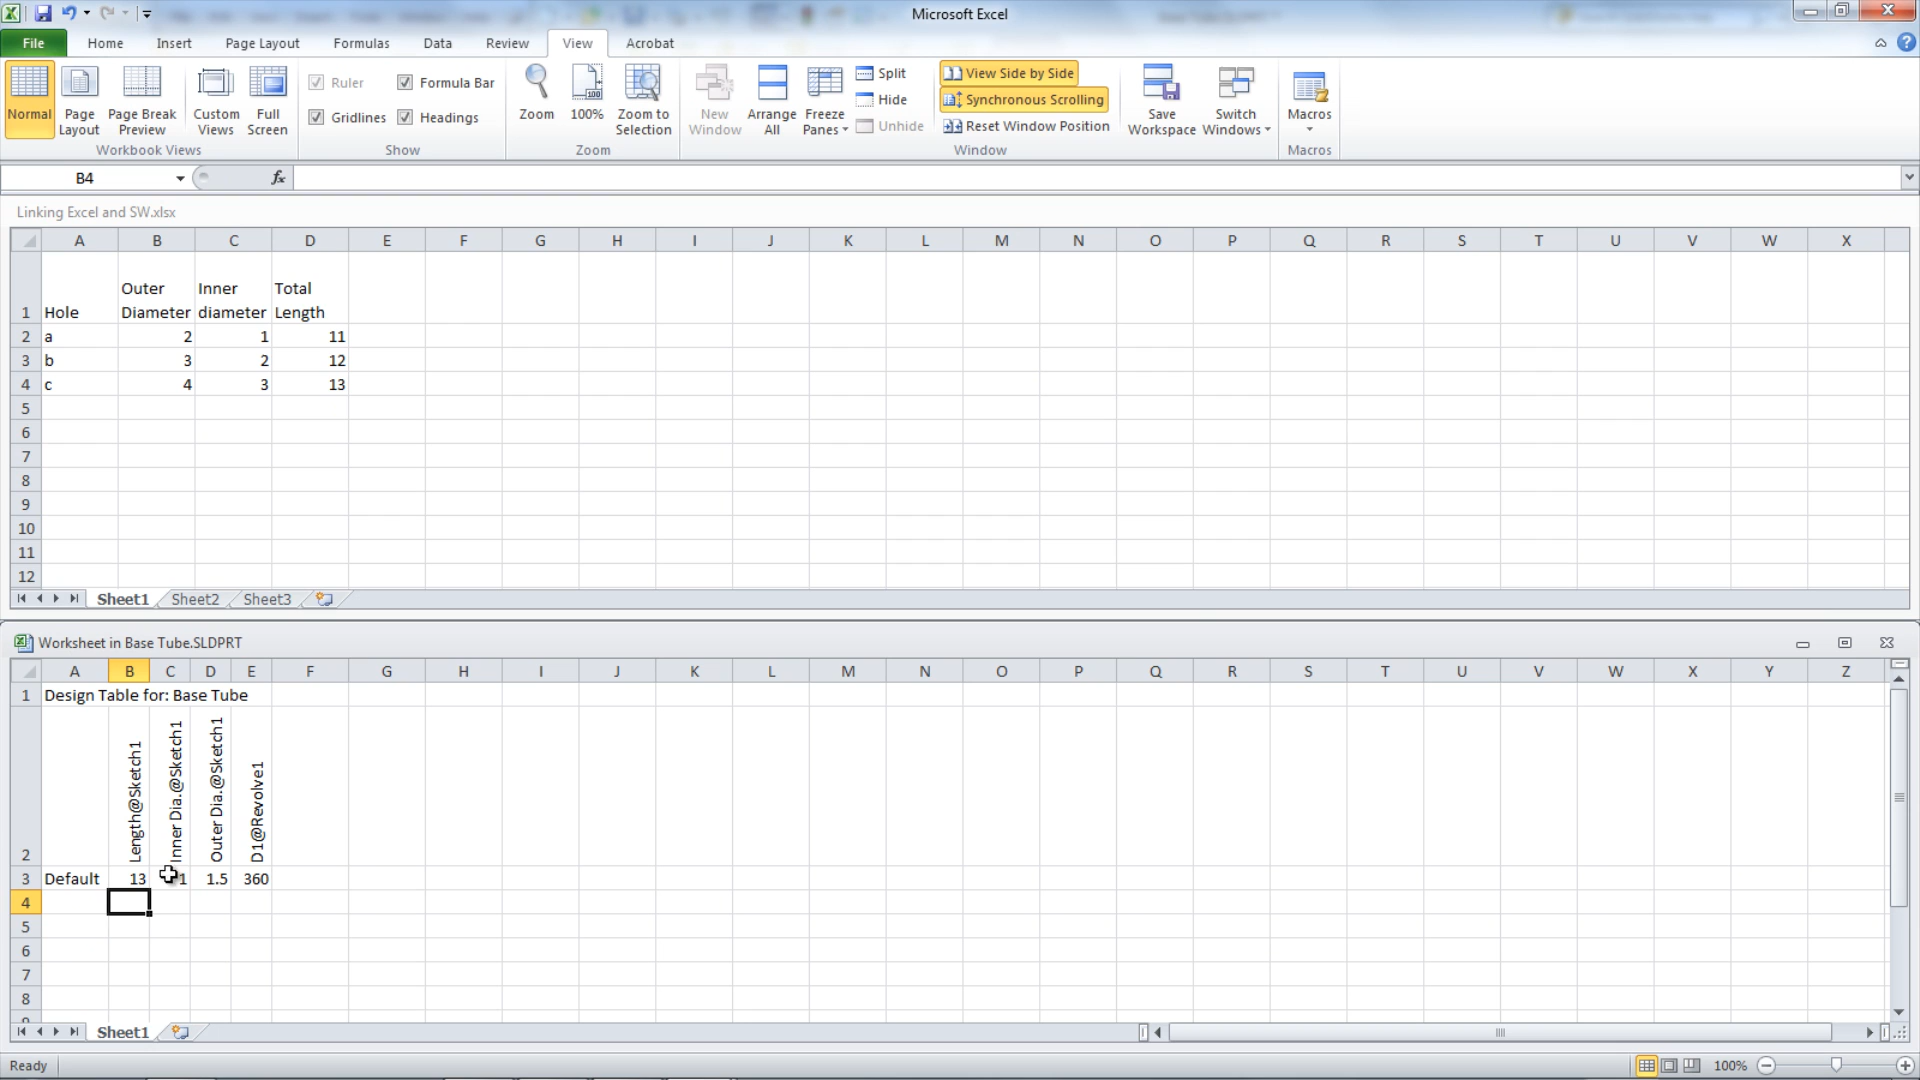 Microsoft Excel
File Home Insert Page Layout Formulas Data Review View Acrobat
Normal
Page Layout
Page Break Preview
Custom Views
Full Screen
Workbook Views
Ruler
Formula Bar
Gridlines
Headings
Show
Zoom
100%
Zoom to Selection
Zoom
New Window
Arrange All
Freeze Panes
Split
Hide
Unhide
View Side by Side
Synchronous Scrolling
Reset Window Position
Window
Save Workspace
Switch Windows
Macros
Macros
B4 fx
Linking Excel and SW.xlsx
A B C D E F G H I J K L M N O P Q R S T U V W X
1 Hole Outer Diameter Inner diameter Total Length
2 a 2 1 11
3 b 3 2 12
4 c 4 3 13
5
6
7
8
9
10
11
12
Sheet1 Sheet2 Sheet3
Worksheet in Base Tube.SLDPRT
A B C D E F G H I J K L M N O P Q R S T U V W X Y Z
1 Design Table for: Base Tube
2 Length@Sketch1 Inner Dia.@Sketch1 Outer Dia.@Sketch1 D1@Revolve1
3 Default 13 1 1.5 360
4
5
6
7
8
Sheet1
Ready 100%